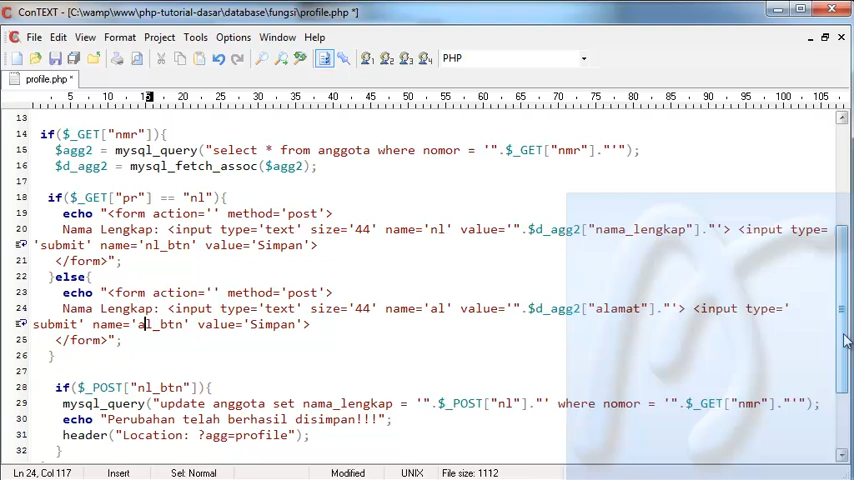 ConTEXT - [C:\wamp\www\php-tutorial-dasar\database\fungsi\profile.php *]
File Edit View Format Project Tools Options Window Help
1 2 3 4 PHP
profile.php *
5 10 15 20 25 30 35 40 45 50 55 60 65 70 75 80 85 90 95 100 105
13
14 if($_GET["nmr"]){
15 $agg2 = mysql_query("select * from anggota where nomor = '".$_GET["nmr"]."'");
16 $d_agg2 = mysql_fetch_assoc($agg2);
17
18 if($_GET["pr"] == "nl"){
19 echo "<form action='' method='post'>
20 Nama Lengkap: <input type='text' size='44' name='nl' value='".$d_agg2["nama_lengkap"]."'> <input type=
'submit' name='nl_btn' value='Simpan'>
21 </form>";
22 }else{
23 echo "<form action='' method='post'>
24 Nama Lengkap: <input type='text' size='44' name='al' value='".$d_agg2["alamat"]."'> <input type='
submit' name='al_btn' value='Simpan'>
25 </form>";
26 }
27
28 if($_POST["nl_btn"]){
29 mysql_query("update anggota set nama_lengkap = '".$_POST["nl"]."' where nomor = '".$_GET["nmr"]."'");
30 echo "Perubahan telah berhasil disimpan!!!";
31 header("Location: ?agg=profile");
32 }
Ln 24, Col 117 Insert Sel: Normal Modified UNIX File size: 1112